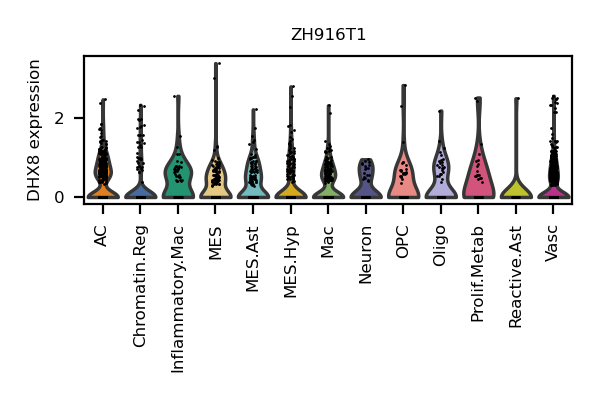 ZH916T1
DHX8 expression
2
0
AC
Chromatin.Reg
Inflammatory.Mac
MES
MES.Ast
MES.Hyp
Mac
Neuron
OPC
Oligo
Prolif.Metab
Reactive.Ast
Vasc